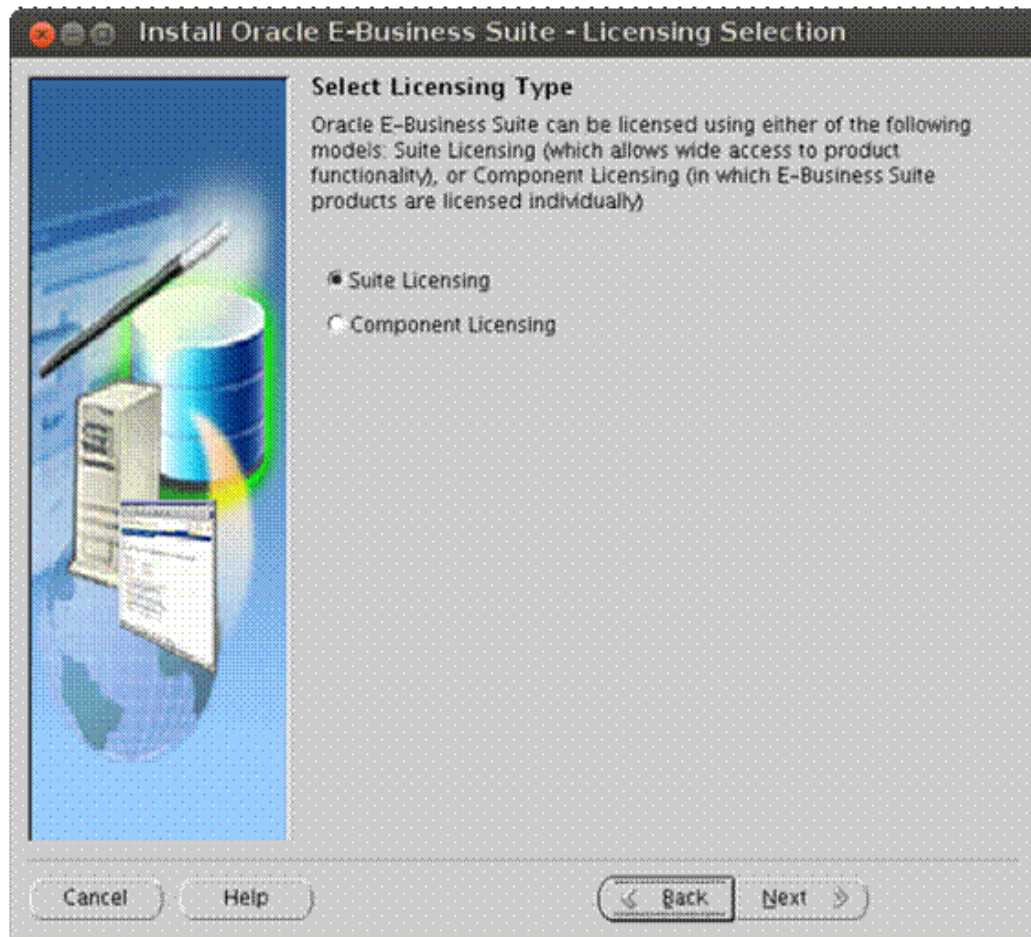 Install Oracle E-Business Suite - Licensing Selection
Select Licensing Type
Oracle E-Business Suite can be licensed using either of the following
models: Suite Licensing (which allows wide access to product
functionality), or Component Licensing (in which E-Business Suite
products are licensed individually)
Suite Licensing
Component Licensing
Cancel
Help
Back
Next